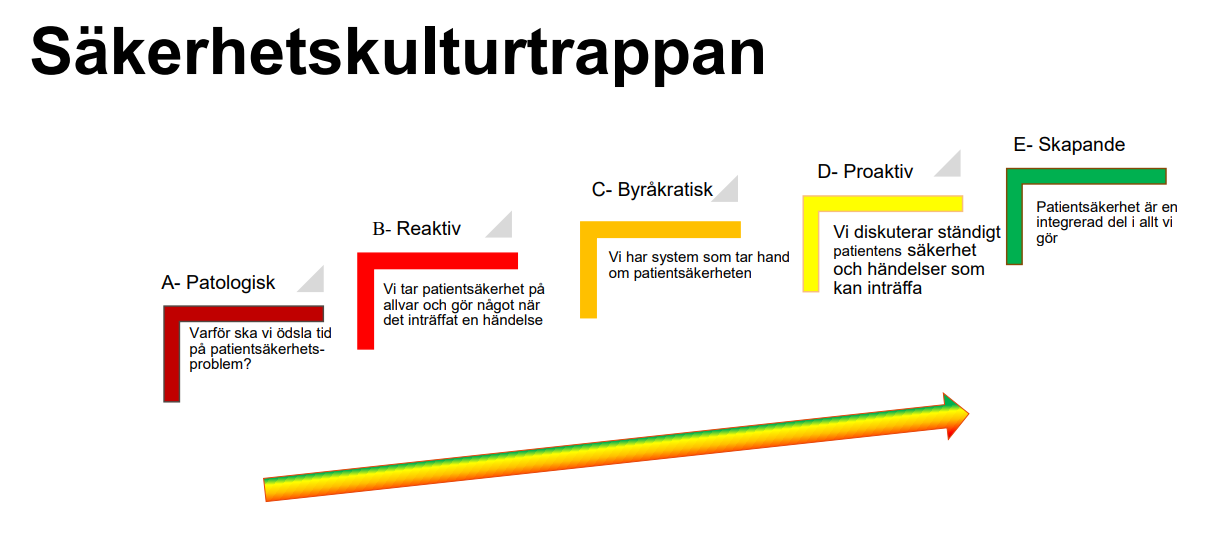 Säkerhetskulturtrappan
A- Patologisk
Varför ska vi ödsla tid
på patientsäkerhets-
problem?
B- Reaktiv
Vi tar patientsäkerhet på
allvar och gör något när
det inträffat en händelse
C- Byråkratisk
Vi har system som tar hand
om patientsäkerheten
D- Proaktiv
Vi diskuterar ständigt
patientens säkerhet
och händelser som
kan inträffa
E- Skapande
Patientsäkerhet är en
integrerad del i allt vi
gör